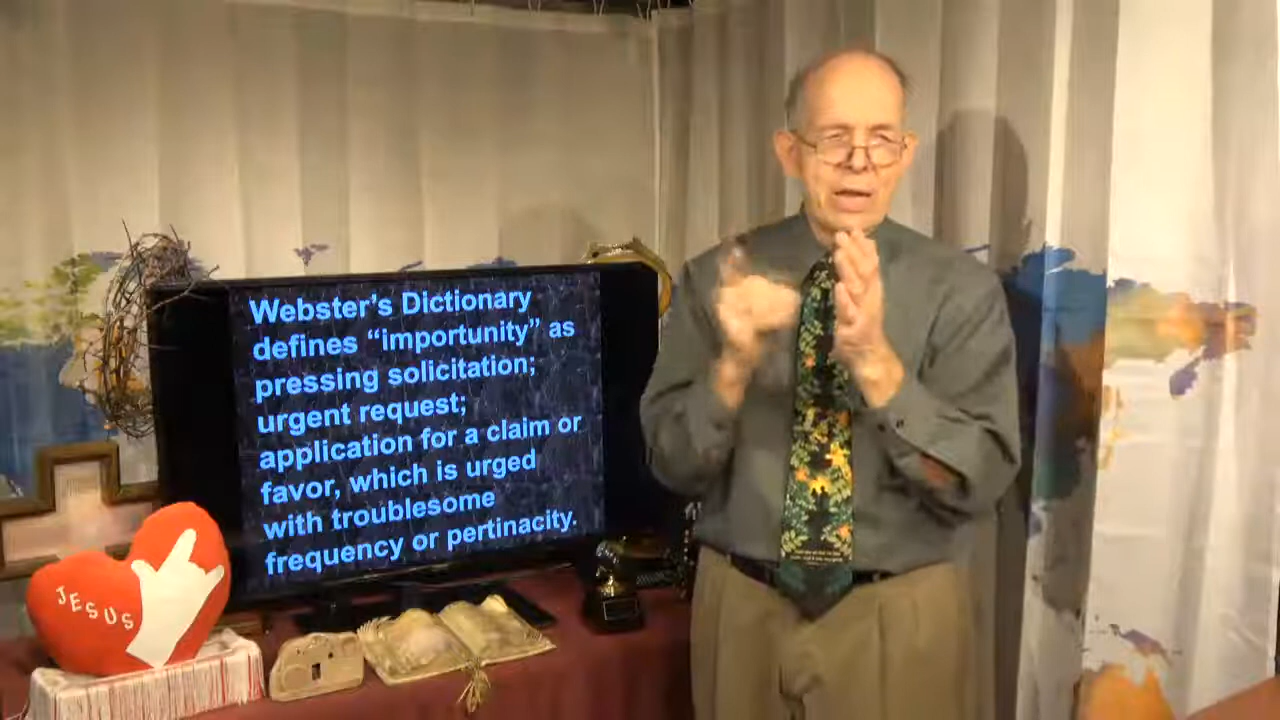 Webster’s Dictionary
defines “importunity” as
pressing solicitation;
urgent request;
application for a claim or
favor, which is urged
with troublesome
frequency or pertinacity.
JESUS